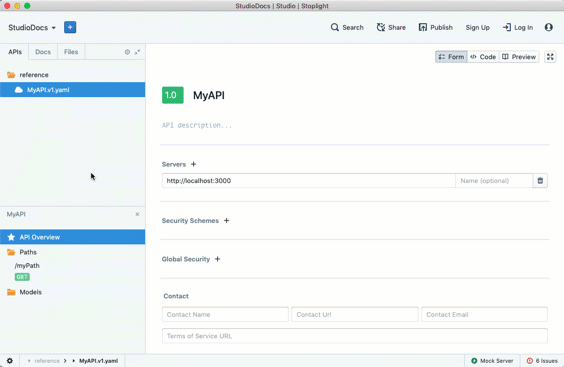 StudioDocs | Studio | Stoplight
StudioDocs
Search
Share
Publish
Sign Up
Log In
APIs
Docs
Files
Form
Code
Preview
reference
MyAPI.v1.yaml
1.0
MyAPI
API description...
Servers
http://localhost:3000
Name (optional)
Security Schemes
Global Security
Contact
Contact Name
Contact Url
Contact Email
Terms of Service URL
MyAPI
API Overview
Paths
/myPath
GET
Models
reference
MyAPI.v1.yaml
Mock Server
6 Issues